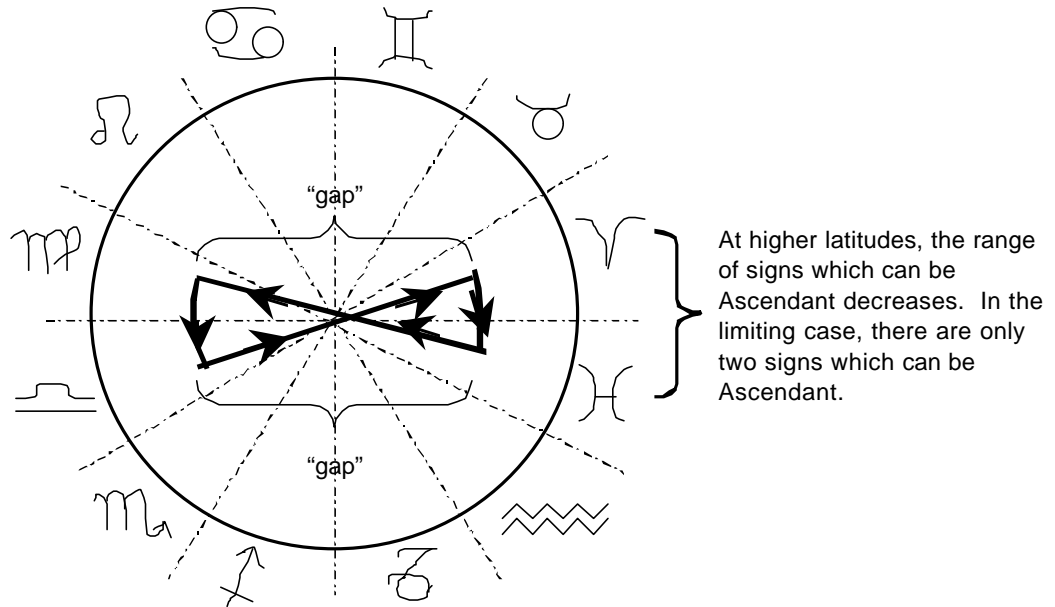 “gap”
At higher latitudes, the range
of signs which can be
Ascendant decreases.  In the
limiting case, there are only
two signs which can be
Ascendant.
“gap”